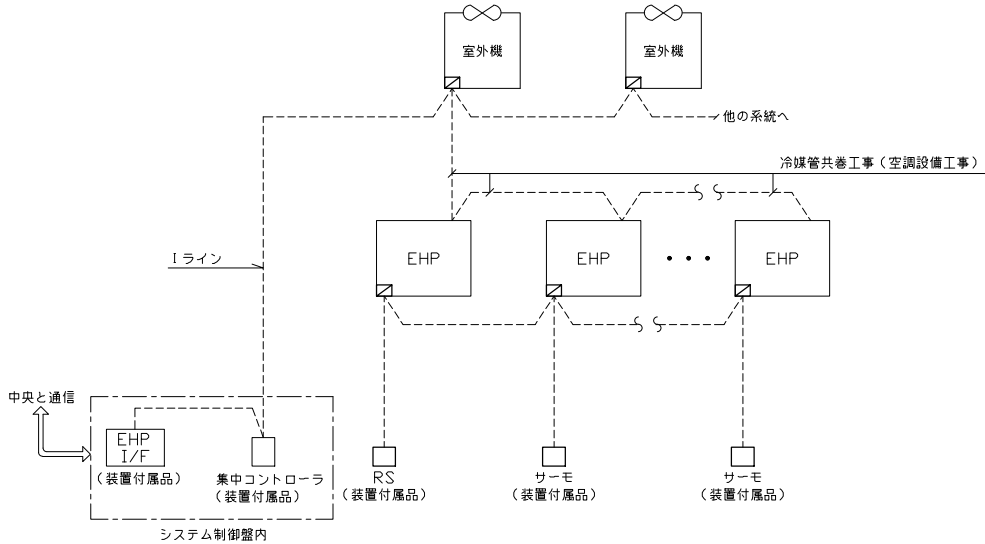 室外機
室外機
他の系統へ
冷媒管共巻工事(空調設備工事)
EHP
EHP
・・・
EHP
Iライン
中央と通信
EHP
I/F
(装置付属品)
集中コントローラ
(装置付属品)
RS
(装置付属品)
サーモ
(装置付属品)
サーモ
(装置付属品)
システム制御盤内